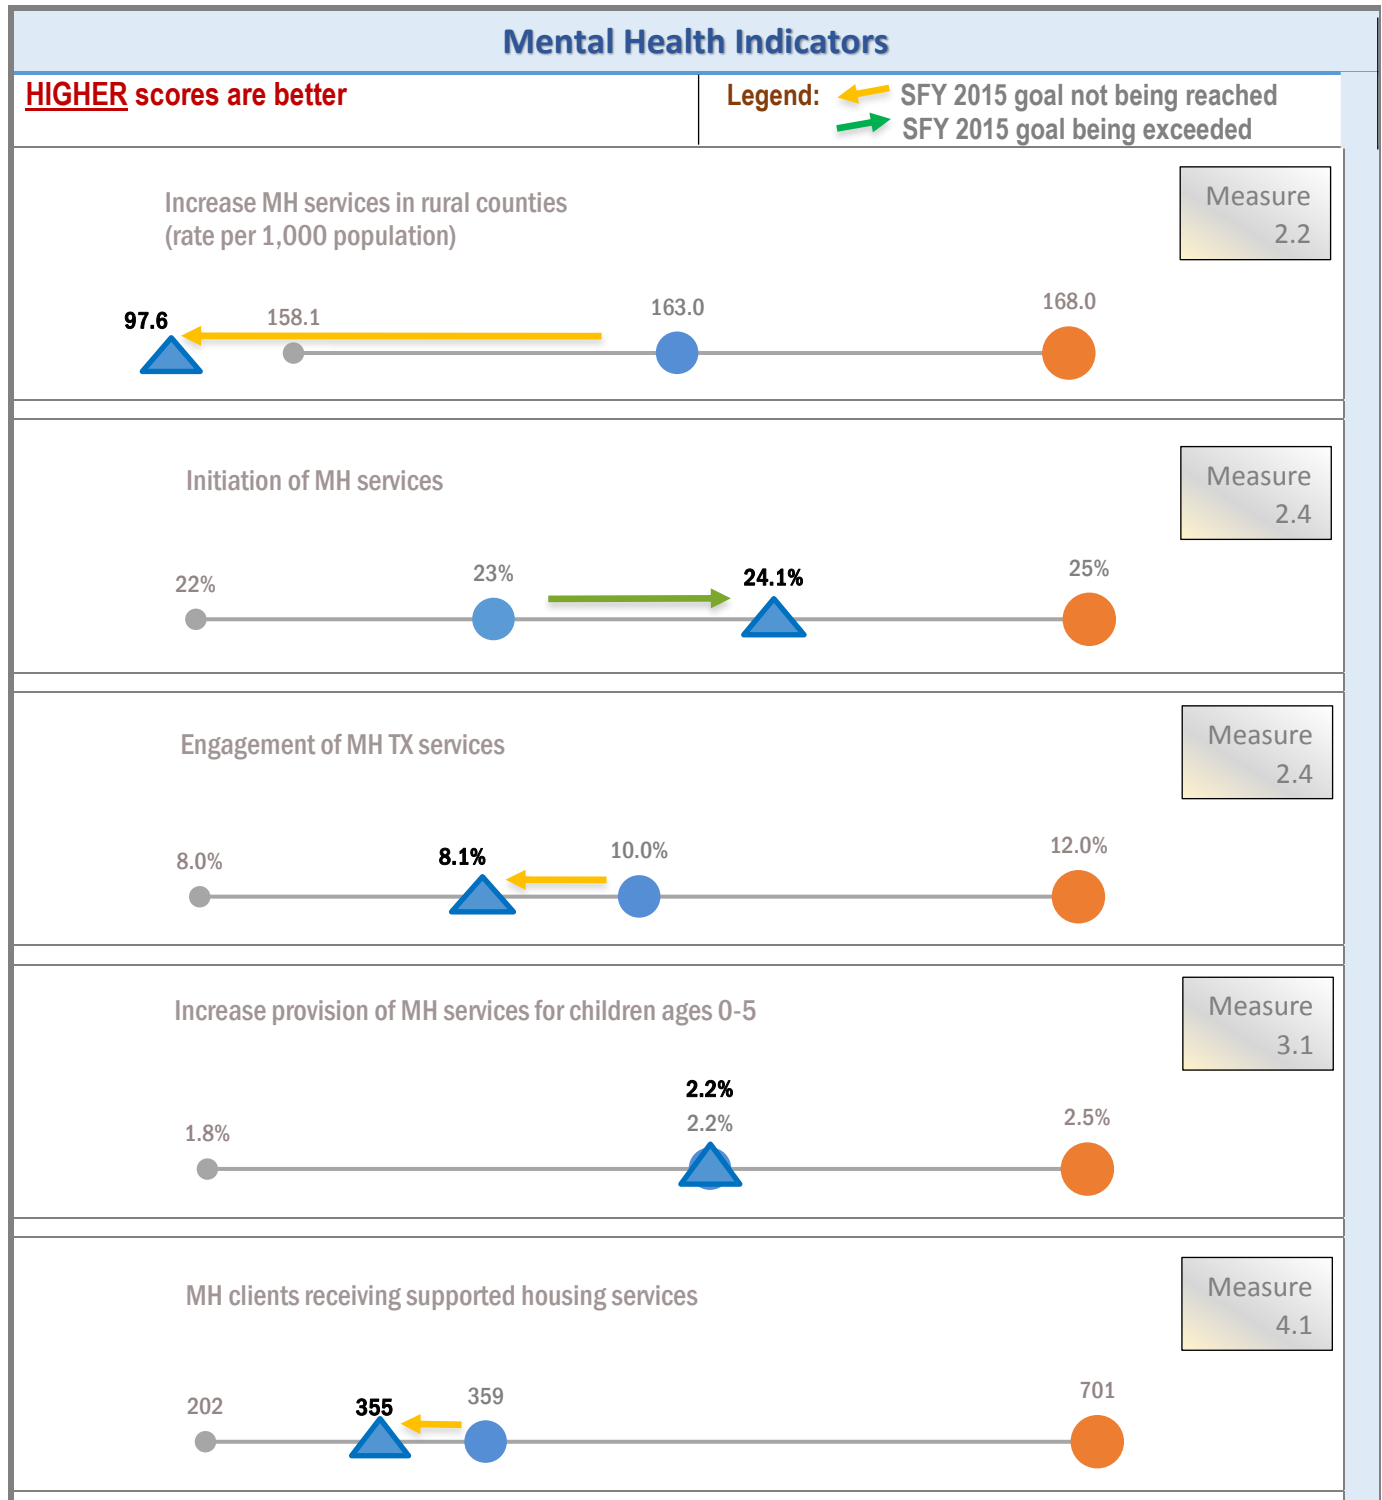 Mental Health Indicators
HIGHER scores are better
Legend: SFY 2015 goal not being reached
SFY 2015 goal being exceeded
Increase MH services in rural counties
(rate per 1,000 population)
Measure
2.2
97.6 158.1 163.0 168.0
Initiation of MH services
Measure
2.4
22% 23% 24.1% 25%
Engagement of MH TX services
Measure
2.4
8.0% 8.1% 10.0% 12.0%
Increase provision of MH services for children ages 0-5
Measure
3.1
2.2%
1.8% 2.2% 2.5%
MH clients receiving supported housing services
Measure
4.1
202 355 359 701